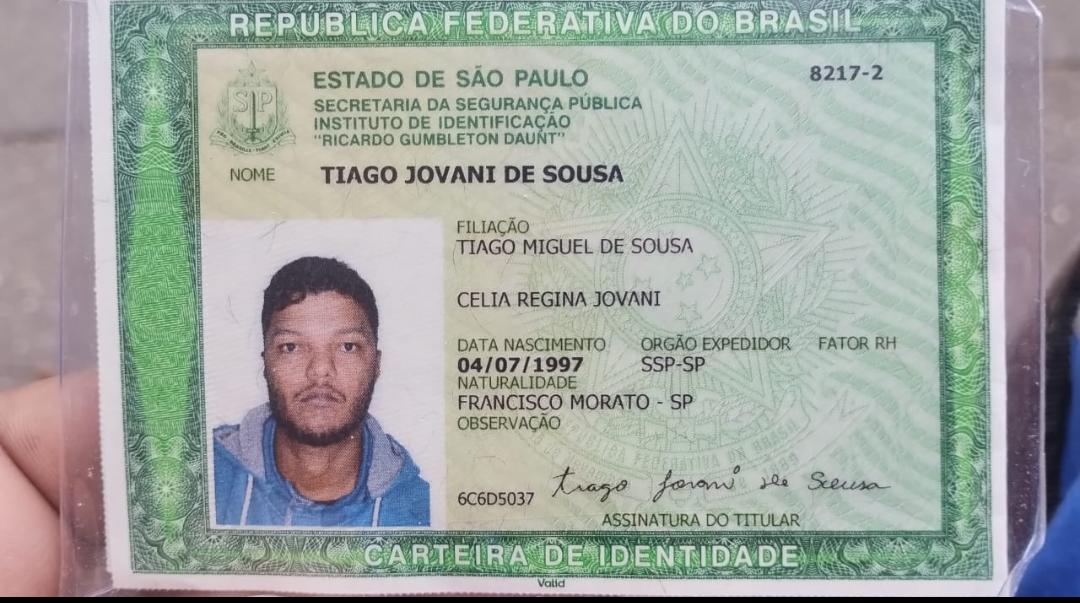 REPÚBLICA FEDERATIVA DO BRASIL
ESTADO DE SÃO PAULO
8217-2
SECRETARIA DA SEGURANÇA PÚBLICA
INSTITUTO DE IDENTIFICAÇÃO
"RICARDO GUMBLETON DAUNT"
SP
NOME TIAGO JOVANI DE SOUSA
FILIAÇÃO
TIAGO MIGUEL DE SOUSA
CELIA REGINA JOVANI
DATA NASCIMENTO ORGÃO EXPEDIDOR FATOR RH
04/07/1997 SSP-SP
NATURALIDADE
FRANCISCO MORATO - SP
OBSERVAÇÃO
6C6D5037 Tiago Jovani de Sousa
ASSINATURA DO TITULAR
CARTEIRA DE IDENTIDADE
Valid